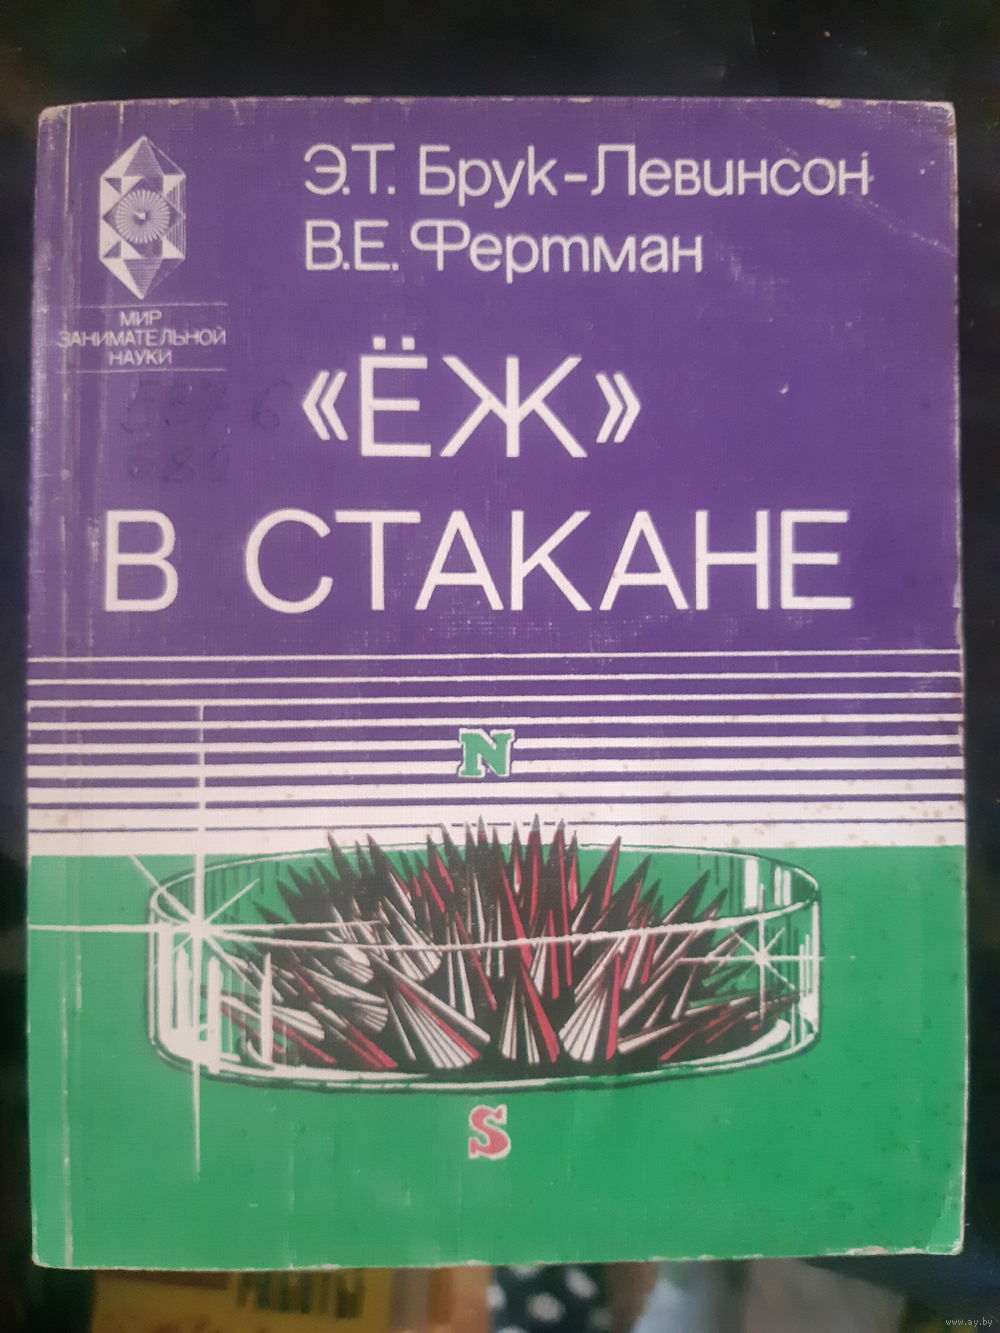 Э.Т. Брук-Левинсон
В.Е. Фертман
МИР
ЗАНИМАТЕЛЬНОЙ
НАУКИ
«ЁЖ»
В СТАКАНЕ
N
S
www.ay.by